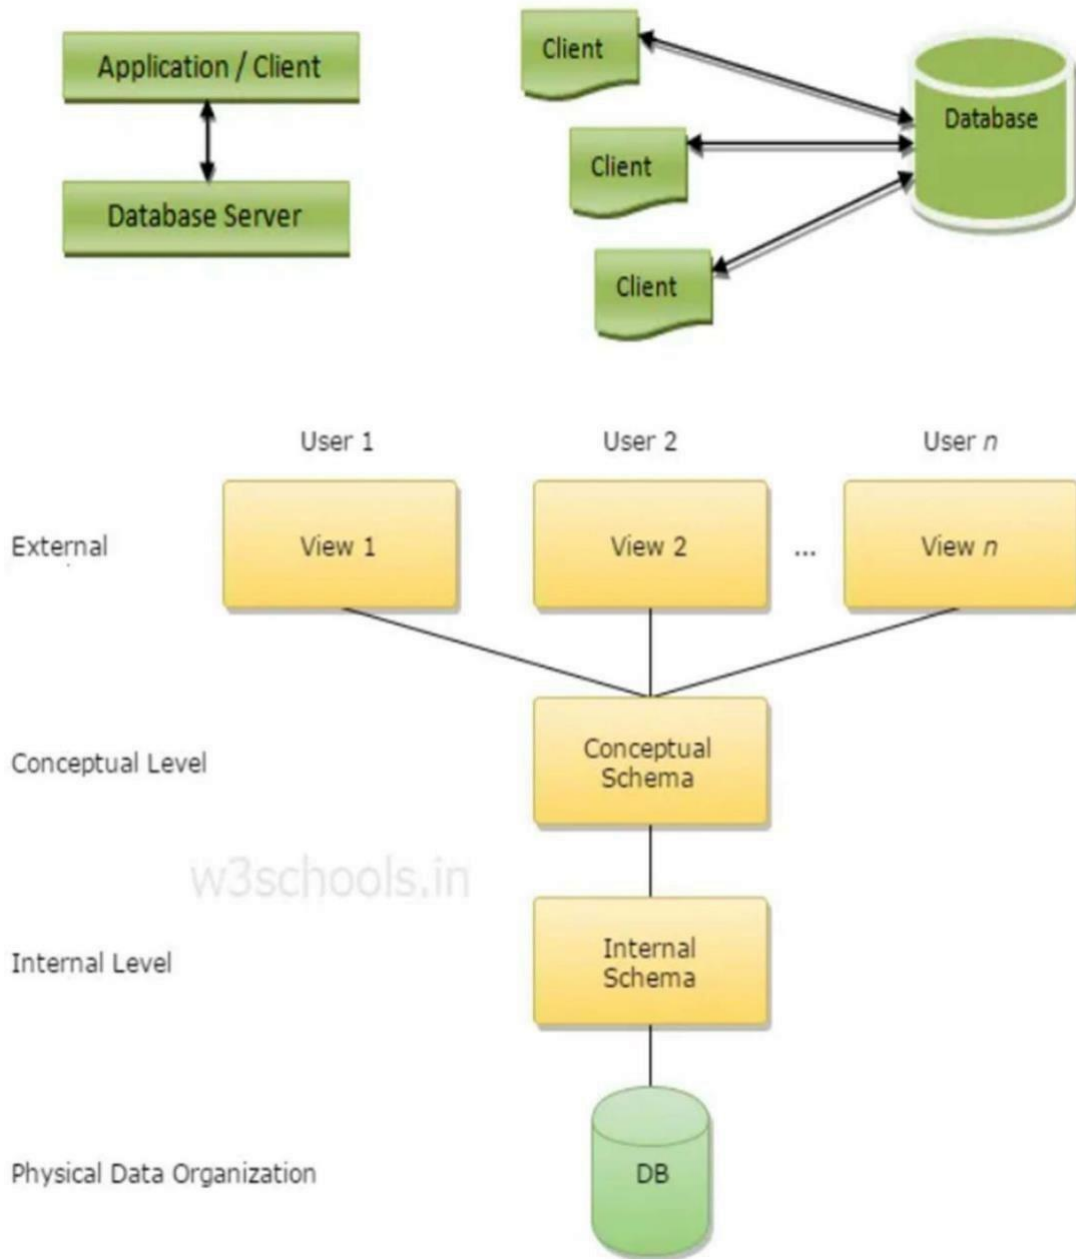 Application / Client
Database Server
Client
Client
Client
Database
User 1
User 2
User n
External
View 1
View 2
...
View n
Conceptual Level
Conceptual
Schema
w3schools.in
Internal Level
Internal
Schema
Physical Data Organization
DB